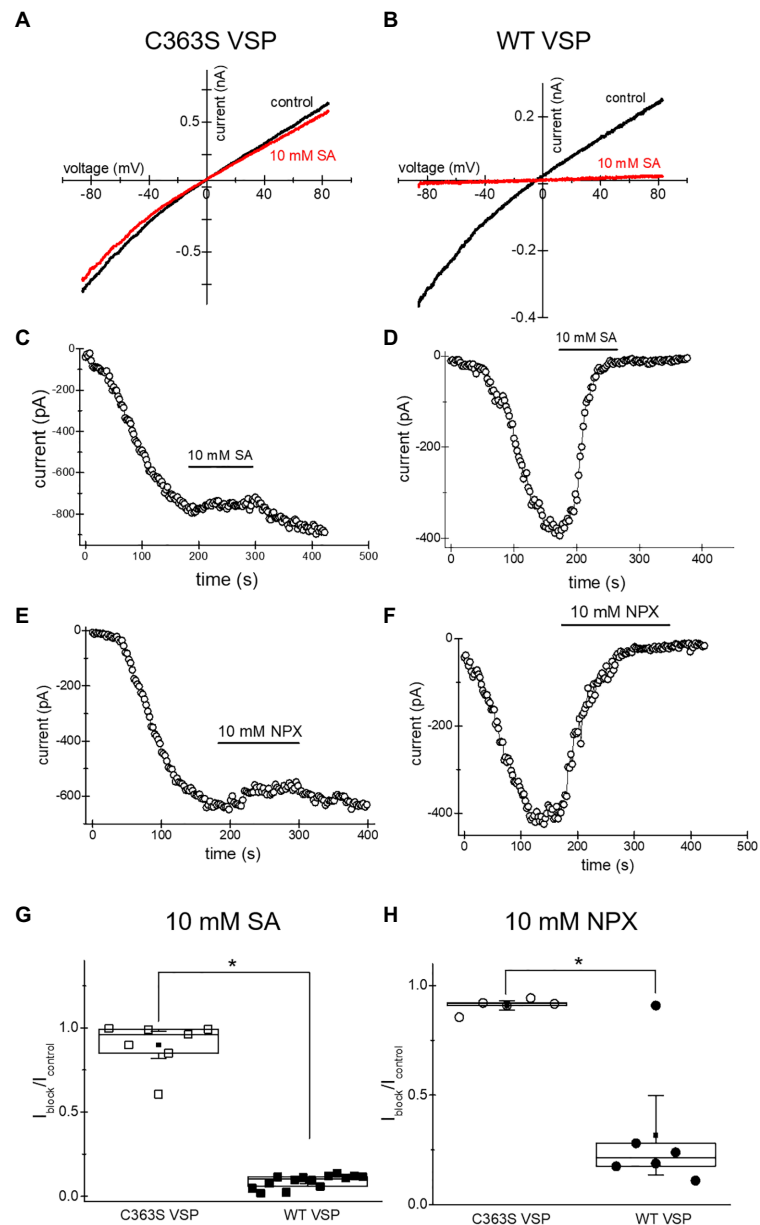 A
C363S VSP
control
10 mM SA
voltage (mV)
current (nA)
0.5
-0.5
-80
-40
0
40
80
B
WT VSP
control
10 mM SA
voltage (mV)
current (nA)
0.2
-0.2
-0.4
-80
-40
0
40
80
C
10 mM SA
current (pA)
0
-200
-400
-600
-800
0
100
200
300
400
500
time (s)
D
10 mM SA
current (pA)
0
-200
-400
0
100
200
300
400
time (s)
E
10 mM NPX
current (pA)
0
-200
-400
-600
0
100
200
300
400
time (s)
F
10 mM NPX
current (pA)
0
-200
-400
0
100
200
300
400
500
time (s)
G
10 mM SA
*
Iblock/Icontrol
1.0
0.5
0.0
C363S VSP
WT VSP
H
10 mM NPX
*
Iblock/Icontrol
1.0
0.5
0.0
C363S VSP
WT VSP